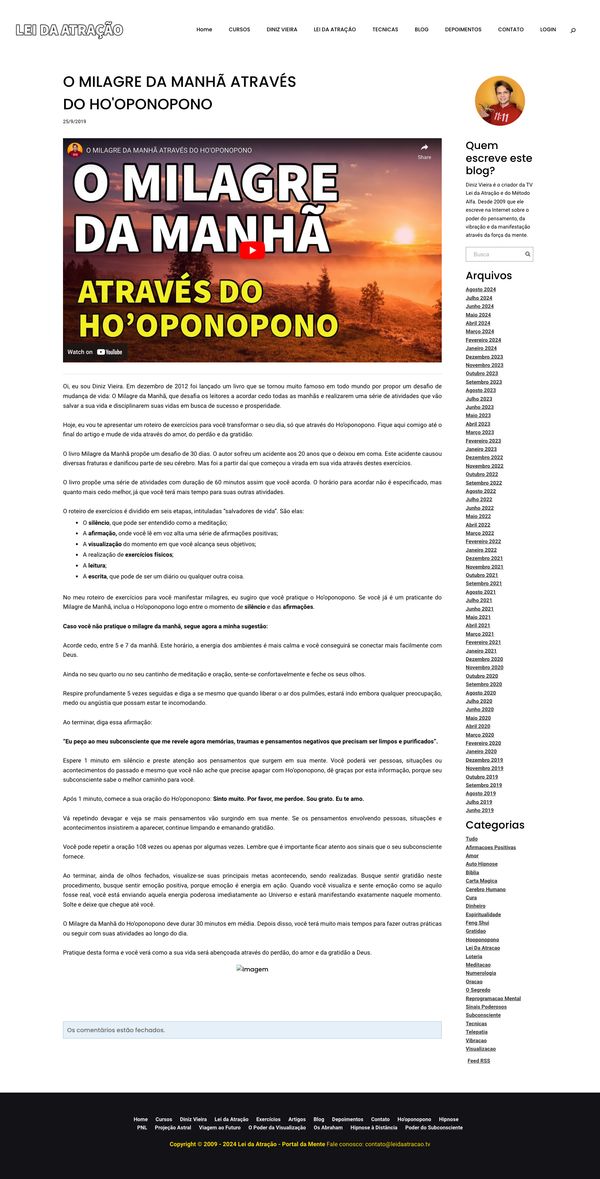 LEI DA ATRAÇÃO
Home CURSOS DINIZ VIEIRA LEI DA ATRAÇÃO TECNICAS BLOG DEPOIMENTOS CONTATO LOGIN
O MILAGRE DA MANHÃ ATRAVÉS
DO HO'OPONOPONO
25/9/2019
O MILAGRE DA MANHÃ ATRAVÉS DO HO'OPONOPONO
Share
O MILAGRE
DA MANHÃ
ATRAVÉS DO
HO'OPONOPONO
Watch on YouTube
Oi, eu sou Diniz Vieira. Em dezembro de 2012 foi lançado um livro que se tornou muito famoso em todo mundo por propor um desafio de
mudança de vida: O Milagre da Manhã, que desafia os leitores a acordar cedo todas as manhãs e realizarem uma série de atividades que vão
salvar a sua vida e disciplinarem suas vidas em busca de sucesso e prosperidade.
Hoje, eu vou te apresentar um roteiro de exercícios para você transformar o seu dia, só que através do Ho'oponopono. Fique aqui comigo até o
final do artigo e mude de vida através do amor, do perdão e da gratidão.
O livro Milagre da Manhã propõe um desafio de 30 dias. O autor sofreu um acidente aos 20 anos que o deixou em coma. Este acidente causou
diversas fraturas e danificou parte de seu cérebro. Mas foi a partir daí que começou a virada em sua vida através destes exercícios.
O livro propõe uma série de atividades com duração de 60 minutos assim que você acorda. O horário para acordar não é especificado, mas
quanto mais cedo melhor, já que você terá mais tempo para suas outras atividades.
O roteiro de exercícios é dividido em seis etapas, intituladas "salvadores de vida". São elas:
• O silêncio, que pode ser entendido como a meditação;
• A afirmação, onde você lê em voz alta uma série de afirmações positivas;
• A visualização do momento em que você alcança seus objetivos;
• A realização de exercícios físicos;
• A leitura;
• A escrita, que pode de ser um diário ou qualquer outra coisa.
No meu roteiro de exercícios para você manifestar milagres, eu sugiro que você pratique o Ho'oponopono. Se você já é um praticante do
Milagre de Manhã, inclua o Ho'oponopono logo entre o momento de silêncio e das afirmações.
Caso você não pratique o milagre da manhã, segue agora a minha sugestão:
Acorde cedo, entre 5 e 7 da manhã. Este horário, a energia dos ambientes é mais calma e você conseguirá se conectar mais facilmente com
Deus.
Ainda no seu quarto ou no seu cantinho de meditação e oração, sente-se confortavelmente e feche os seus olhos.
Respire profundamente 5 vezes seguidas e diga a se mesmo que quando liberar o ar dos pulmões, estará indo embora qualquer preocupação,
medo ou angústia que possam estar te incomodando.
Ao terminar, diga essa afirmação:
"Eu peço ao meu subconsciente que me revele agora memórias, traumas e pensamentos negativos que precisam ser limpos e purificados".
Espere 1 minuto em silêncio e preste atenção aos pensamentos que surgem em sua mente. Você poderá ver pessoas, situações ou
acontecimentos do passado e mesmo que você não ache que precise apagar com Ho'oponopono, dê graças por esta informação, porque seu
subconsciente sabe o melhor caminho para você.
Após 1 minuto, comece a sua oração do Ho'oponopono: Sinto muito. Por favor, me perdoe. Sou grato. Eu te amo.
Vá repetindo devagar e veja se mais pensamentos vão surgindo em sua mente. Se os pensamentos envolvendo pessoas, situações e
acontecimentos insistirem a aparecer, continue limpando e emanando gratidão.
Você pode repetir a oração 108 vezes ou apenas por algumas vezes. Lembre que é importante ficar atento aos sinais que o seu subconsciente
fornece.
Ao terminar, ainda de olhos fechados, visualize-se suas principais metas acontecendo, sendo realizadas. Busque sentir gratidão neste
procedimento, busque sentir emoção positiva, porque emoção é energia em ação. Quando você visualiza e sente emoção como se aquilo
fosse real, você está enviando aquela energia poderosa imediatamente ao Universo e estará manifestando exatamente naquele momento.
Solte e deixe que chegue até você.
O Milagre da Manhã do Ho'oponopono deve durar 30 minutos em média. Depois disso, você terá muito mais tempo para fazer outras práticas
ou seguir com suas atividades ao longo do dia.
Pratique desta forma e você verá como a sua vida será abençoada através do perdão, do amor e da gratidão a Deus.
Imagem
Os comentários estão fechados.
11:11
Quem
escreve este
blog?
Diniz Vieira é o criador da TV
Lei da Atração e do Método
Alfa. Desde 2009 que ele
escreve na Internet sobre o
poder do pensamento, da
vibração e da manifestação
através da força da mente.
Busca
Arquivos
Agosto 2024
Julho 2024
Junho 2024
Maio 2024
Abril 2024
Março 2024
Fevereiro 2024
Janeiro 2024
Dezembro 2023
Novembro 2023
Outubro 2023
Setembro 2023
Agosto 2023
Julho 2023
Junho 2023
Maio 2023
Abril 2023
Março 2023
Fevereiro 2023
Janeiro 2023
Dezembro 2022
Novembro 2022
Outubro 2022
Setembro 2022
Agosto 2022
Julho 2022
Junho 2022
Maio 2022
Abril 2022
Março 2022
Fevereiro 2022
Janeiro 2022
Dezembro 2021
Novembro 2021
Outubro 2021
Setembro 2021
Agosto 2021
Julho 2021
Junho 2021
Maio 2021
Abril 2021
Março 2021
Fevereiro 2021
Janeiro 2021
Dezembro 2020
Novembro 2020
Outubro 2020
Setembro 2020
Agosto 2020
Julho 2020
Junho 2020
Maio 2020
Abril 2020
Março 2020
Fevereiro 2020
Janeiro 2020
Dezembro 2019
Novembro 2019
Outubro 2019
Setembro 2019
Agosto 2019
Julho 2019
Junho 2019
Categorias
Tudo
Afirmacoes Positivas
Amor
Auto Hipnose
Bíblia
Carta Magica
Cerebro Humano
Cura
Dinheiro
Espiritualidade
Feng Shui
Gratidao
Hooponopono
Lei Da Atracao
Loteria
Meditacao
Numerologia
Oracao
O Segredo
Reprogramacao Mental
Sinais Poderosos
Subconsciente
Tecnicas
Telepatia
Vibracao
Visualizacao
Feed RSS
Home Cursos Diniz Vieira Lei da Atração Exercícios Artigos Blog Depoimentos Contato Ho'oponopono Hipnose
PNL Projeção Astral Viagem ao Futuro O Poder da Visualização Os Abraham Hipnose à Distância Poder do Subconsciente
Copyright © 2009 - 2024 Lei da Atração - Portal da Mente Fale conosco: contato@leidaatracao.tv